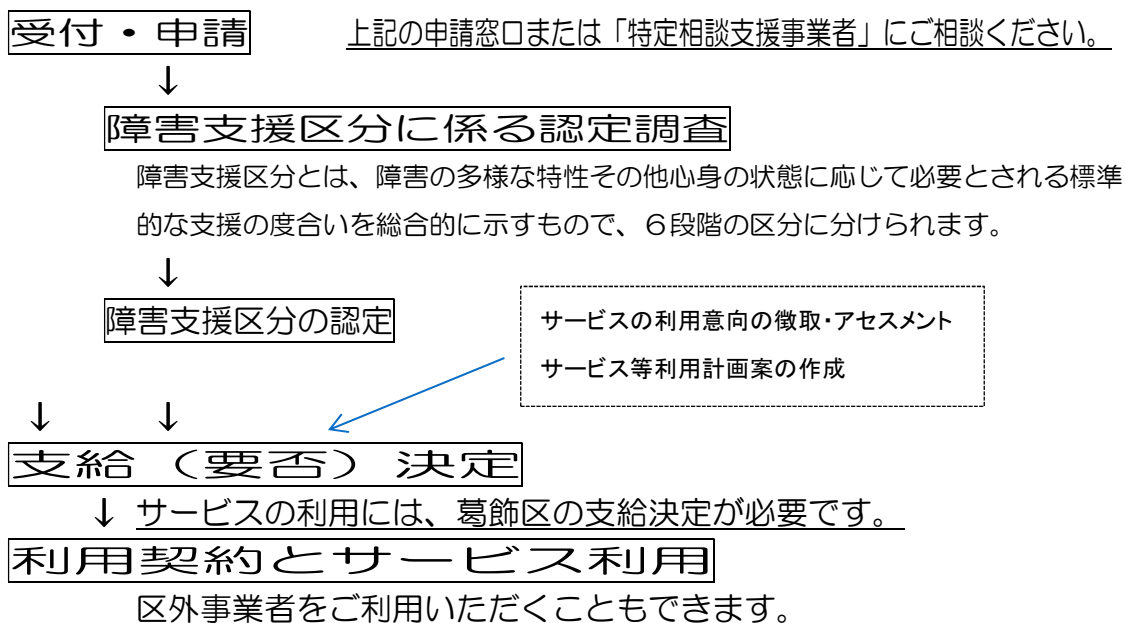 受付・申請　上記の申請窓口または「特定相談支援事業者」にご相談ください。
↓
障害支援区分に係る認定調査
障害支援区分とは、障害の多様な特性その他心身の状態に応じて必要とされる標準
的な支援の度合いを総合的に示すもので、６段階の区分に分けられます。
↓
障害支援区分の認定
サービスの利用意向の徴取・アセスメント
サービス等利用計画案の作成
↓　↓
支給（要否）決定
↓ サービスの利用には、葛飾区の支給決定が必要です。
利用契約とサービス利用
区外事業者をご利用いただくこともできます。